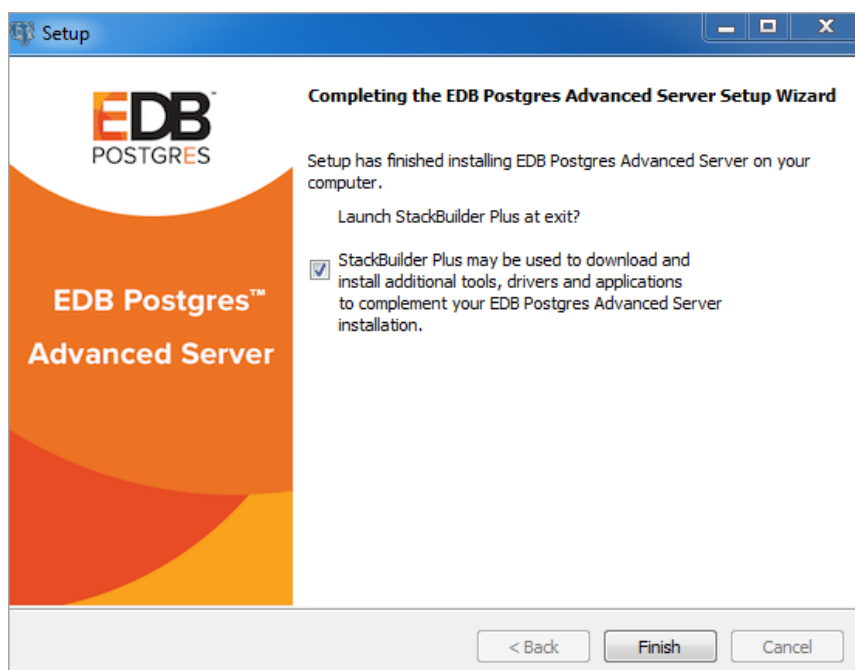 Setup
EDB
POSTGRES
EDB Postgres™
Advanced Server
Completing the EDB Postgres Advanced Server Setup Wizard
Setup has finished installing EDB Postgres Advanced Server on your
computer.
Launch StackBuilder Plus at exit?
StackBuilder Plus may be used to download and
install additional tools, drivers and applications
to complement your EDB Postgres Advanced Server
installation.
< Back
Finish
Cancel